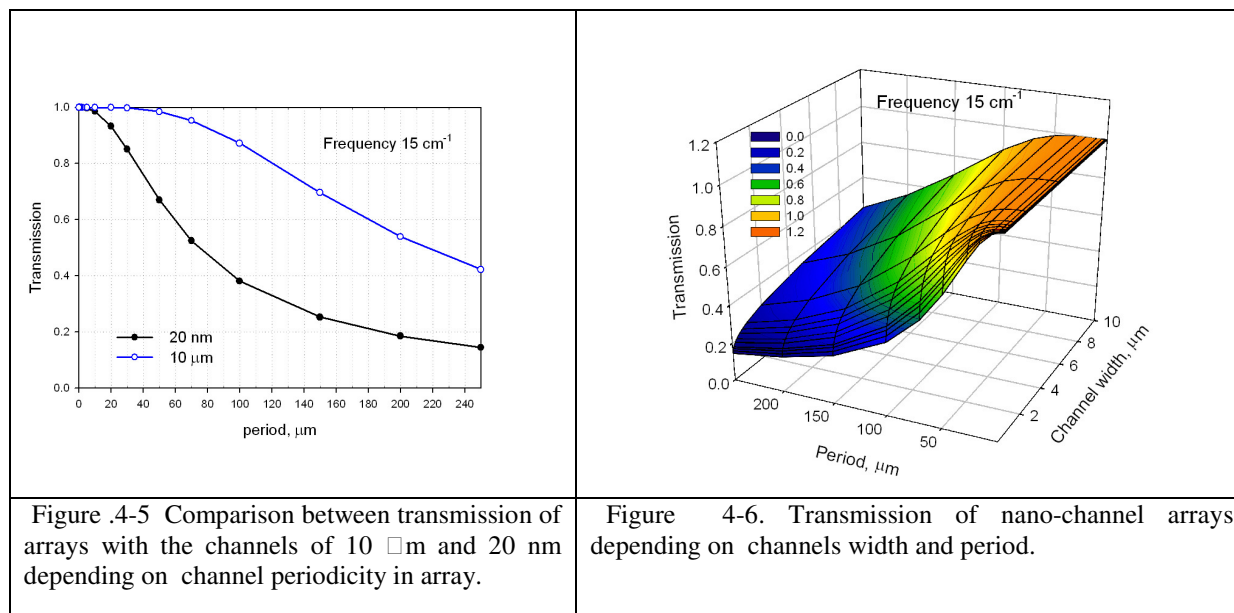 Frequency 15 cm-1
Transmission
1.0
0.8
0.6
0.4
0.2
0.0
20 nm
10 μm
0 20 40 60 80 100 120 140 160 180 200 220 240
period, μm
Frequency 15 cm-1
0.0
0.2
0.4
0.6
0.8
1.0
1.2
Transmission
1.2
1.0
0.8
0.6
0.4
0.2
0.0
200
150
100
50
Period, μm
2
4
6
8
10
Channel width, μm
Figure .4-5 Comparison between transmission of
arrays with the channels of 10 □m and 20 nm
depending on channel periodicity in array.
Figure 4-6. Transmission of nano-channel arrays
depending on channels width and period.